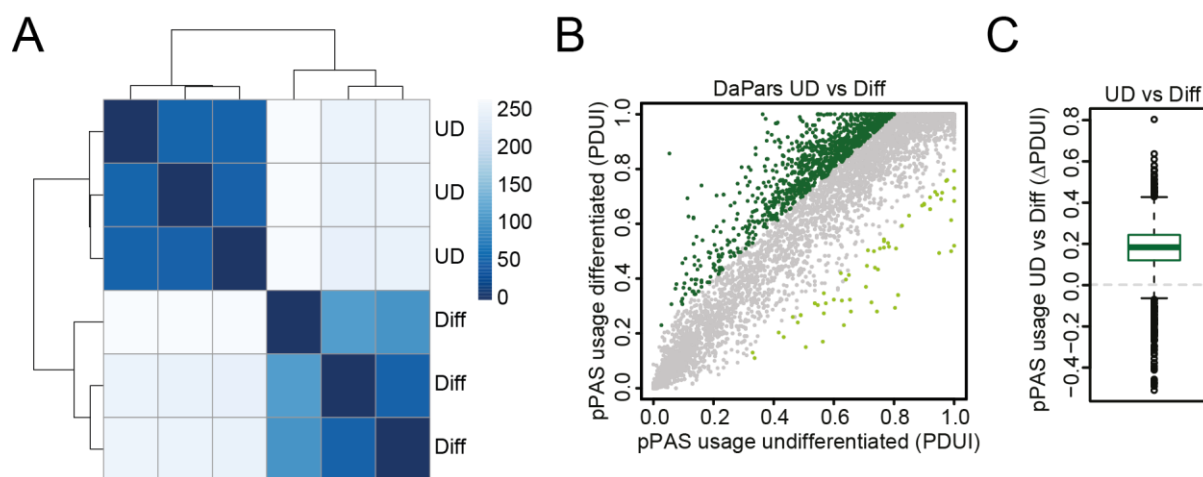 A
250
200
150
100
50
0
UD
UD
UD
Diff
Diff
Diff
B
DaPars UD vs Diff
pPAS usage differentiated (PDUI)
1.0
0.8
0.6
0.4
0.2
0.0
0.0 0.2 0.4 0.6 0.8 1.0
pPAS usage undifferentiated (PDUI)
C
UD vs Diff
pPAS usage UD vs Diff (ΔPDUI)
0.8
0.6
0.4
0.2
0.0
−0.2
−0.4